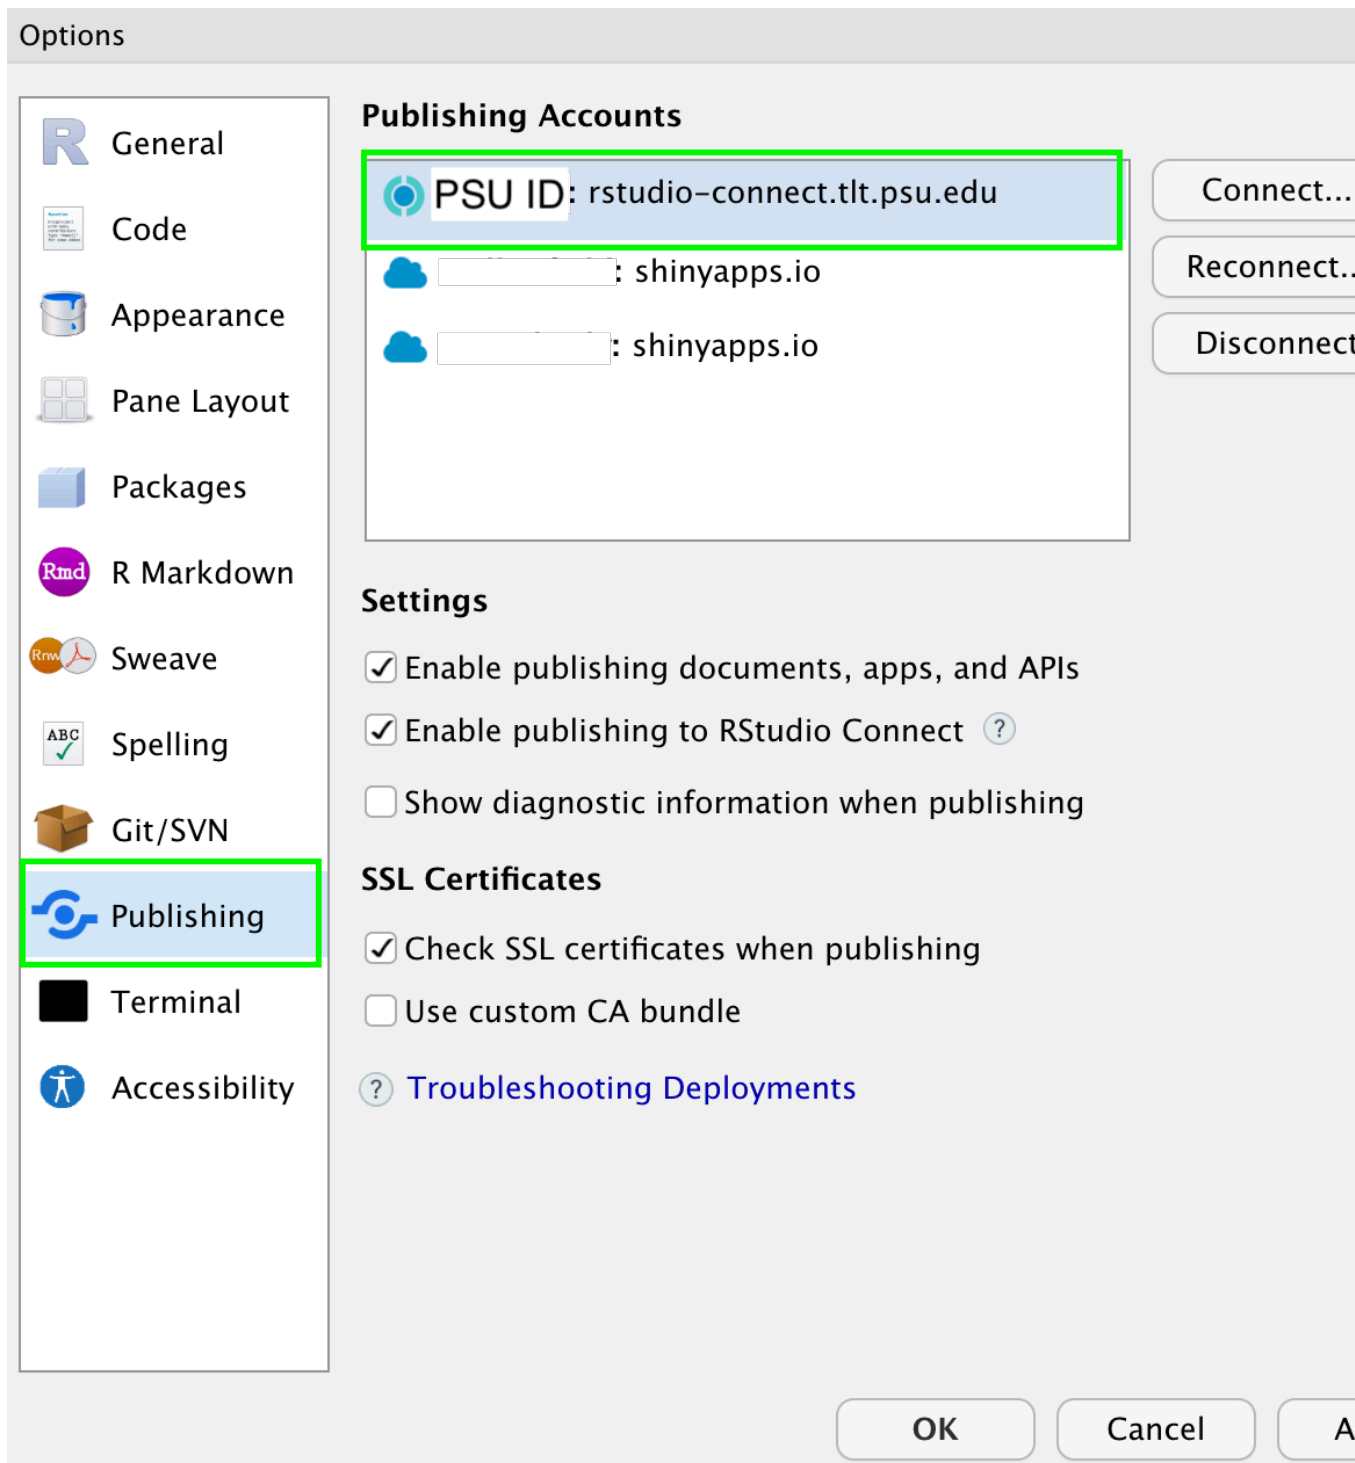 Options
General
Code
Appearance
Pane Layout
Packages
Rmd R Markdown
Rnw Sweave
ABC Spelling
Git/SVN
Publishing
Terminal
Accessibility
Publishing Accounts
PSU ID: rstudio-connect.tlt.psu.edu
: shinyapps.io
: shinyapps.io
Connect...
Reconnect..
Disconnect
Settings
Enable publishing documents, apps, and APIs
Enable publishing to RStudio Connect ?
Show diagnostic information when publishing
SSL Certificates
Check SSL certificates when publishing
Use custom CA bundle
? Troubleshooting Deployments
OK
Cancel
A